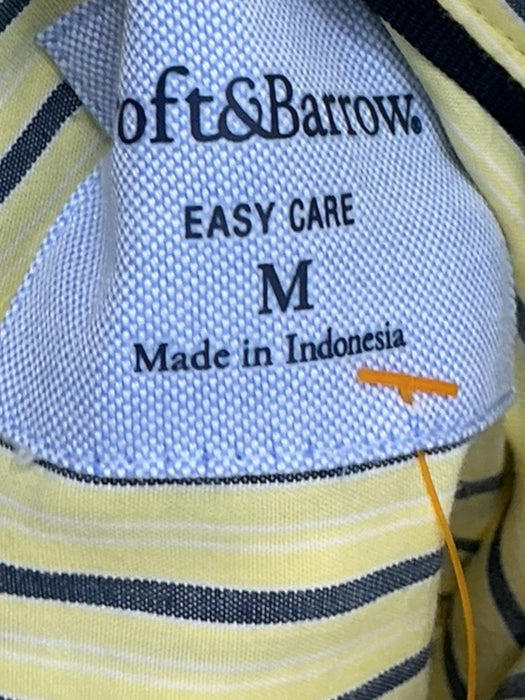 oft&Barrow.
EASY CARE
M
Made in Indonesia